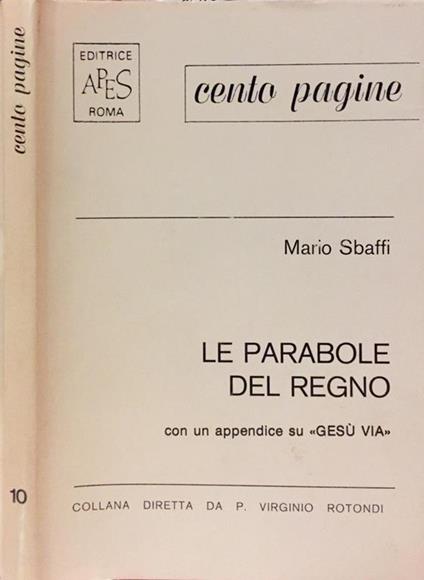 cento pagine
10
EDITRICE
APES
ROMA
cento pagine
Mario Sbaffi
LE PARABOLE
DEL REGNO
con un appendice su «GESÙ VIA»
COLLANA DIRETTA DA P. VIRGINIO ROTONDI